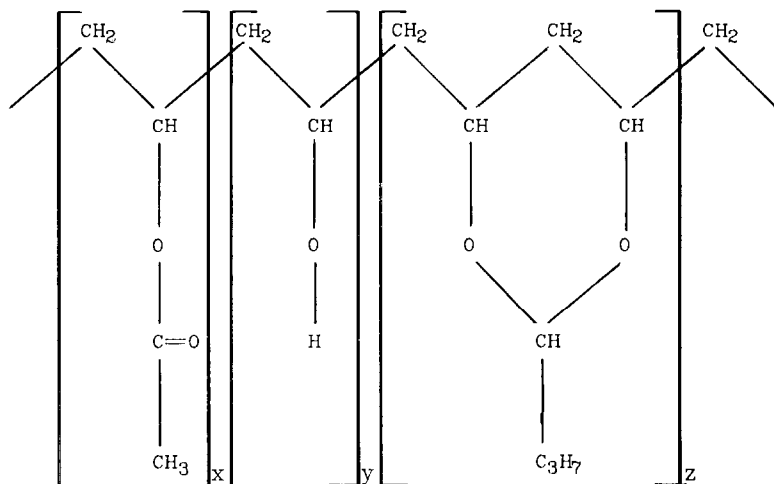 CH₂ CH₂ CH₂ CH₂ CH₂
CH CH CH CH
O O O O
C=O H CH
CH₃ x y C₃H₇ z